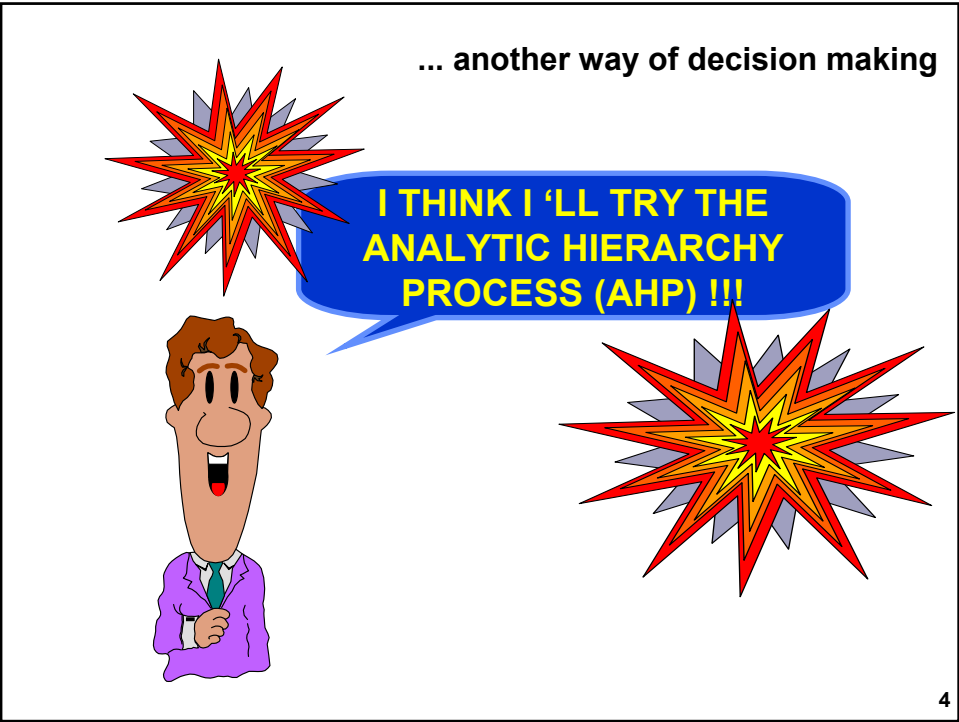 ... another way of decision making
I THINK I ‘LL TRY THE
ANALYTIC HIERARCHY
PROCESS (AHP) !!!
4